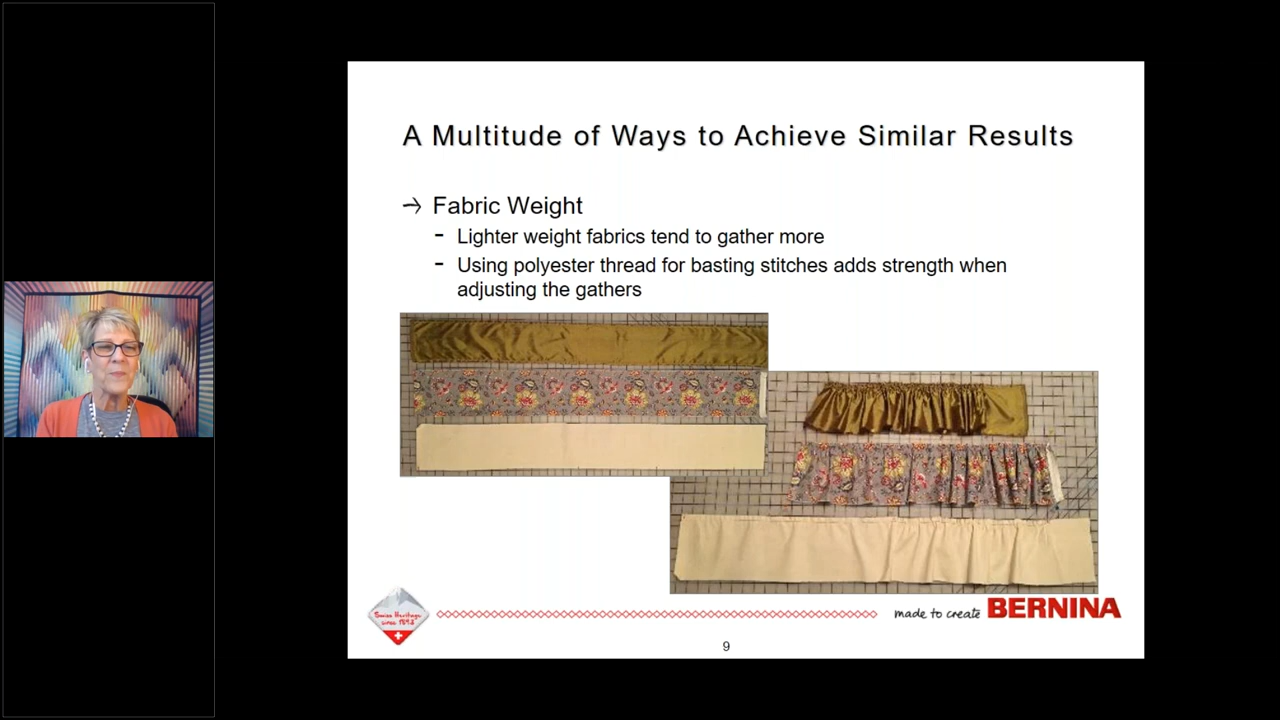 A Multitude of Ways to Achieve Similar Results
→ Fabric Weight
- Lighter weight fabrics tend to gather more
- Using polyester thread for basting stitches adds strength when
adjusting the gathers
Swiss Heritage
since 1893
made to create BERNINA
9